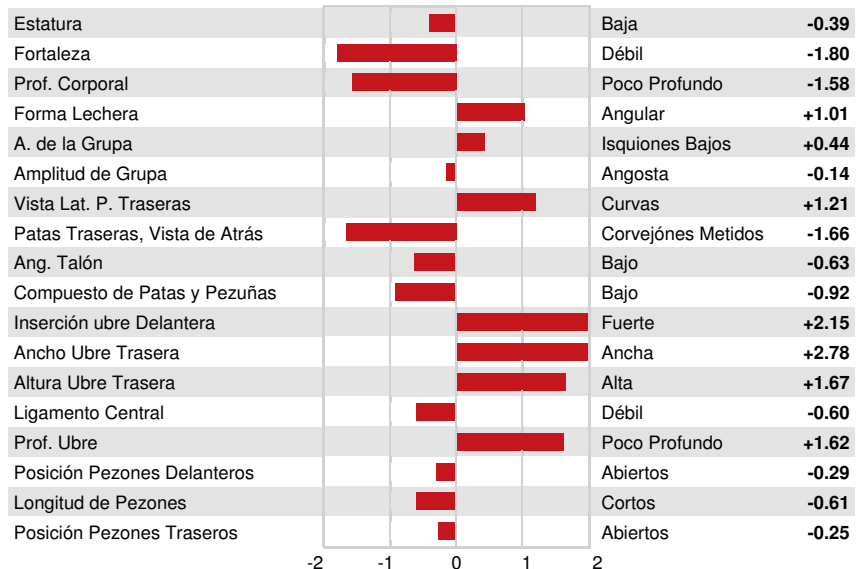 Estatura Baja -0.39
Fortaleza Débil -1.80
Prof. Corporal Poco Profundo -1.58
Forma Lechera Angular +1.01
A. de la Grupa Isquiones Bajos +0.44
Amplitud de Grupa Angosta -0.14
Vista Lat. P. Traseras Curvas +1.21
Patas Traseras, Vista de Atrás Corvejónes Metidos -1.66
Ang. Talón Bajo -0.63
Compuesto de Patas y Pezuñas Bajo -0.92
Inserción ubre Delantera Fuerte +2.15
Ancho Ubre Trasera Ancha +2.78
Altura Ubre Trasera Alta +1.67
Ligamento Central Débil -0.60
Prof. Ubre Poco Profundo +1.62
Posición Pezones Delanteros Abiertos -0.29
Longitud de Pezones Cortos -0.61
Posición Pezones Traseros Abiertos -0.25
-2 -1 0 1 2